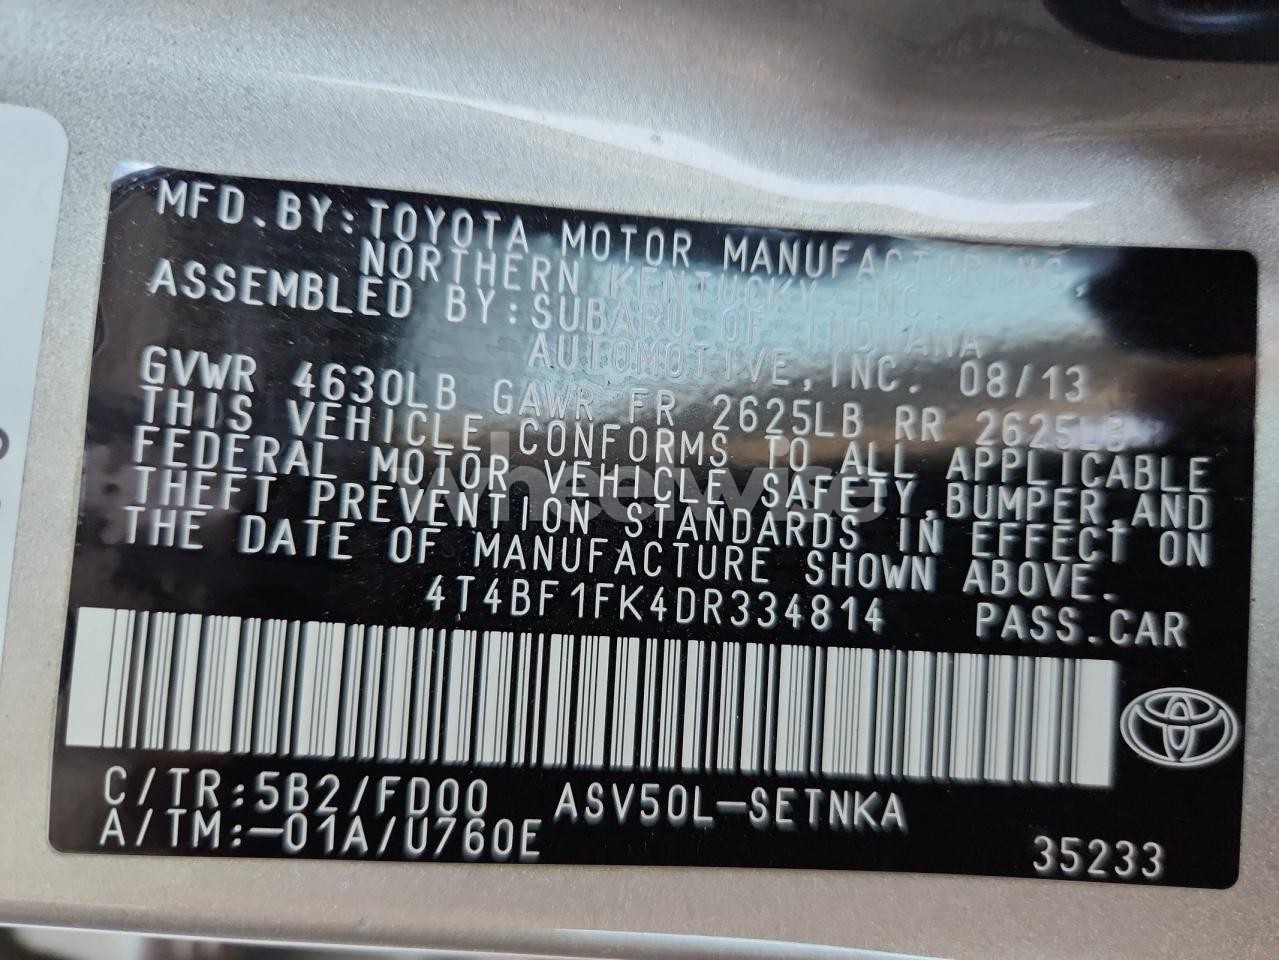 MFD.BY:TOYOTA MOTOR MANUFACTURING,
NORTHERN KENTUCKY,INC.
ASSEMBLED BY:SUBARU OF INDIANA
AUTOMOTIVE,INC. 08/13
GVWR 4630LB GAWR FR 2625LB RR 2625LB
THIS VEHICLE CONFORMS TO ALL APPLICABLE
FEDERAL MOTOR VEHICLE SAFETY,BUMPER,AND
THEFT PREVENTION STANDARDS IN EFFECT ON
THE DATE OF MANUFACTURE SHOWN ABOVE.
4T4BF1FK4DR334814 PASS.CAR
C/TR:5B2/FD00 ASV50L-SETNKA
A/TM:-01A/U760E
35233
wheelwise